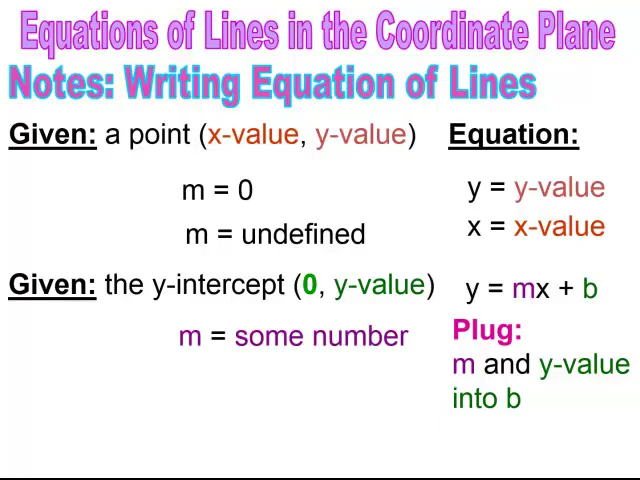 Equations of Lines in the Coordinate Plane
Notes: Writing Equation of Lines
Given: a point (x-value, y-value) Equation:
m = 0 y = y-value
m = undefined x = x-value
Given: the y-intercept (0, y-value) y = mx + b
m = some number Plug:
m and y-value
into b